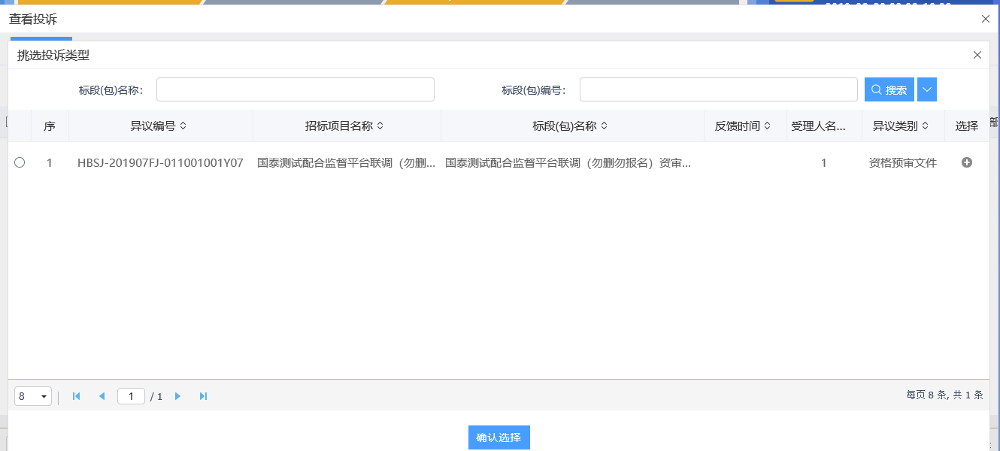 查看投诉
挑选投诉类型
标段(包)名称： 标段(包)编号： 搜索
序 异议编号 招标项目名称 标段(包)名称 反馈时间 受理人名... 异议类别 选择
1 HBSJ-201907FJ-011001001Y07 国泰测试配合监督平台联调（勿删... 国泰测试配合监督平台联调（勿删勿报名）资审... 1 资格预审文件
8 1 / 1 每页 8 条, 共 1 条
确认选择